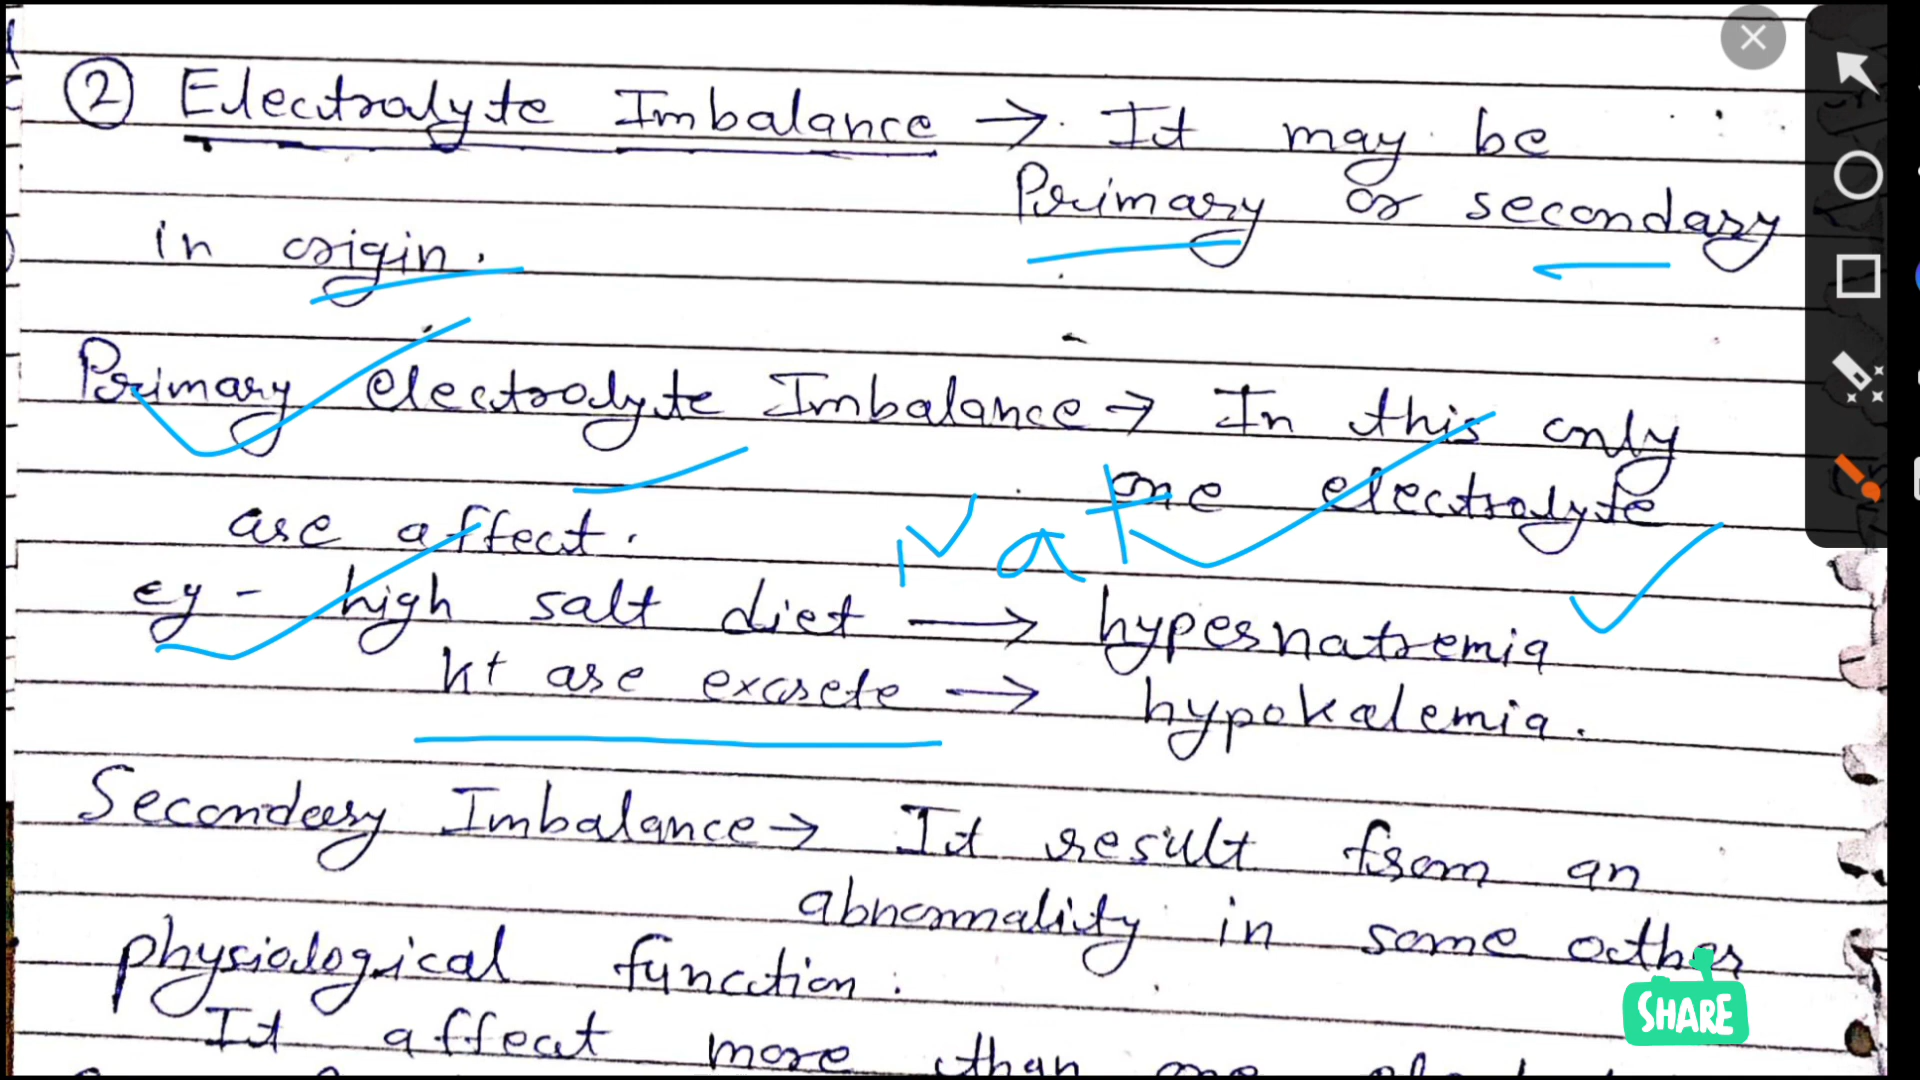 ② Electrolyte Imbalance → It may be
Primary or secondary
in origin.
Primary electrolyte Imbalance → In this only
one electrolyte
are affect.
Na+
eg - high salt diet → hypernatremia
K+ are excrete → hypokalemia.
Secondary Imbalance → It result from an
abnormality in some other
physiological function.
It affect more than one
SHARE